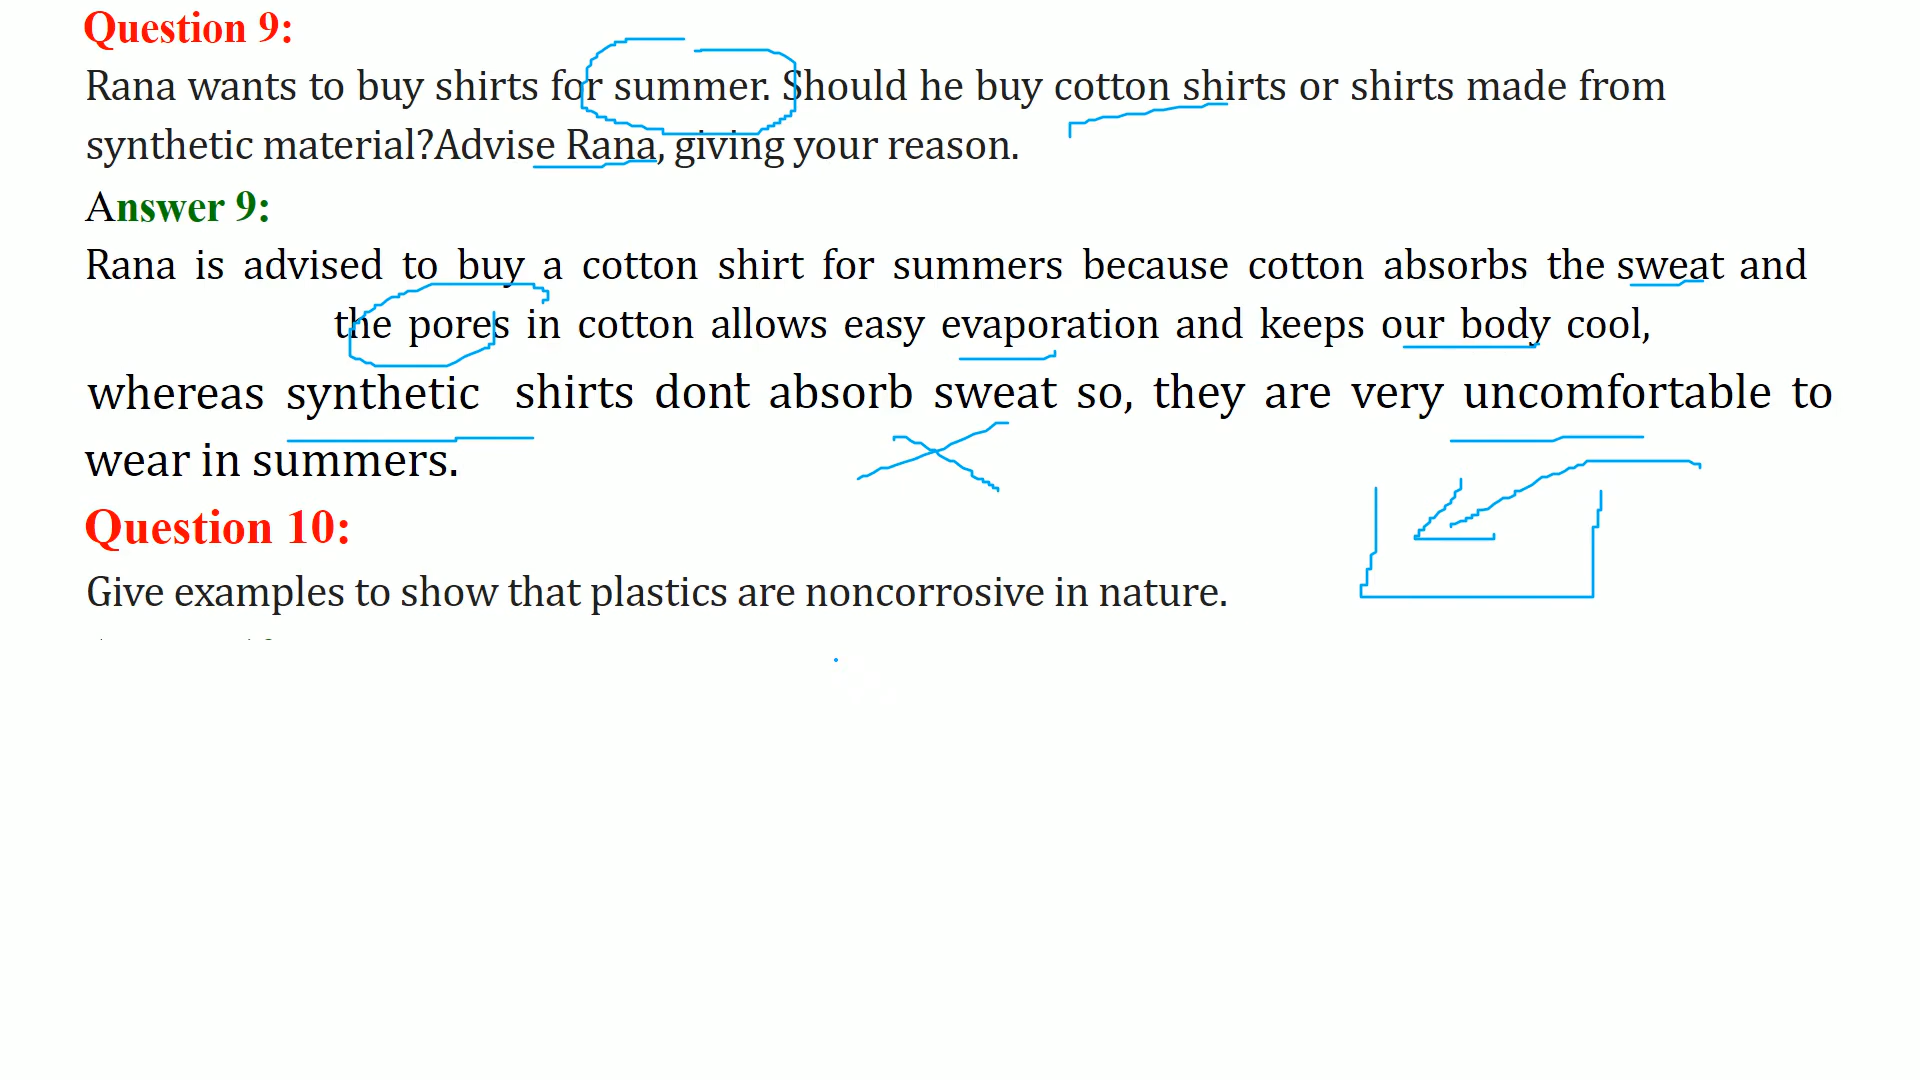 Question 9:
Rana wants to buy shirts for summer. Should he buy cotton shirts or shirts made from
synthetic material?Advise Rana, giving your reason.
Answer 9:
Rana is advised to buy a cotton shirt for summers because cotton absorbs the sweat and
the pores in cotton allows easy evaporation and keeps our body cool,
whereas synthetic shirts dont absorb sweat so, they are very uncomfortable to
wear in summers.
Question 10:
Give examples to show that plastics are noncorrosive in nature.